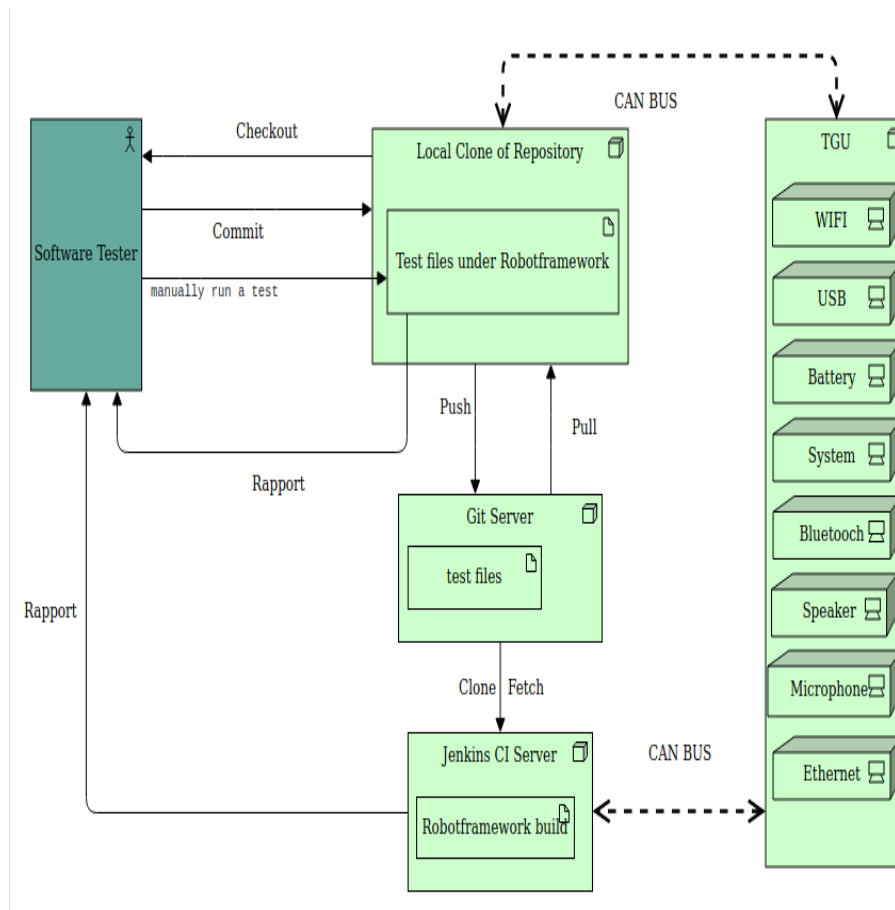 CAN BUS
Checkout
Local Clone of Repository
TGU
Commit
Software Tester
Test files under Robotframework
manually run a test
WIFI
USB
Battery
System
Bluetooch
Speaker
Microphone
Ethernet
Push
Pull
Rapport
Git Server
test files
Rapport
Clone Fetch
Jenkins CI Server
CAN BUS
Robotframework build